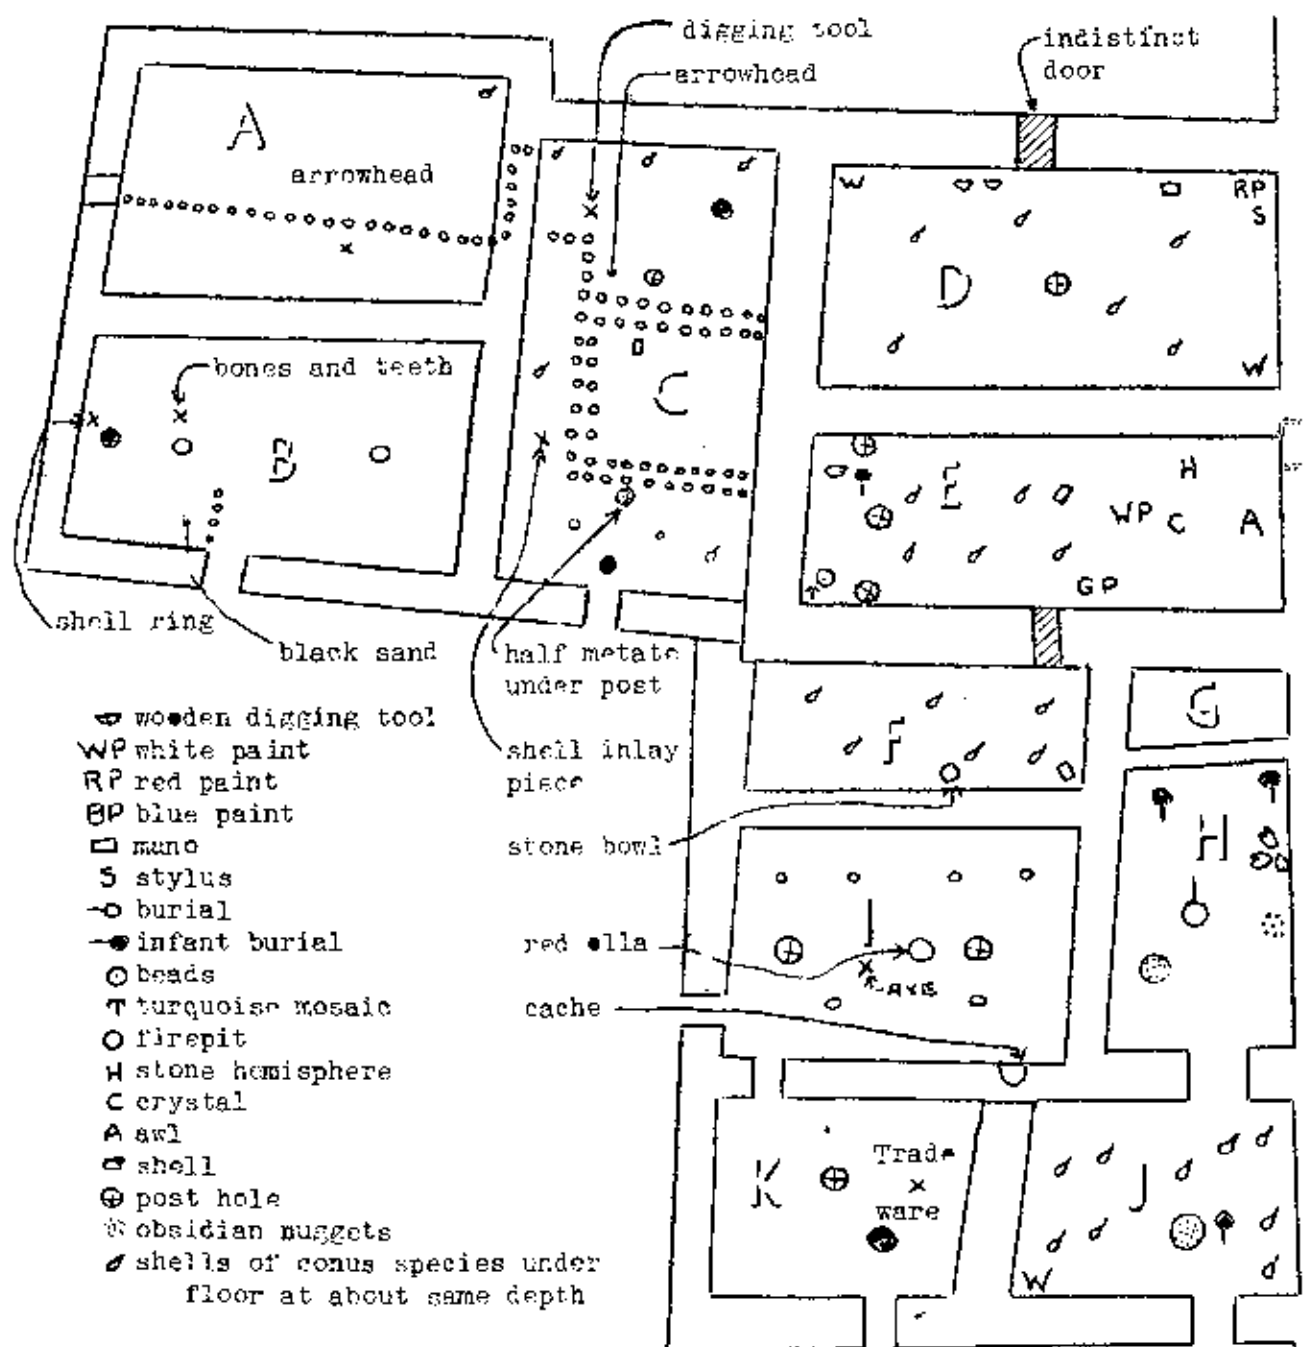 digging tool
arrowhead
indistinct
door
A
arrowhead
W
RP
S
D
W
bones and teeth
B
C
E
H
WP
C
A
GP
shell ring
black sand
half metate
under post
shell inlay
piece
F
G
stone bowl
H
wooden digging tool
WP white paint
RP red paint
BP blue paint
mano
S stylus
burial
infant burial
beads
T turquoise mosaic
firepit
H stone hemisphere
C crystal
A awl
shell
post hole
obsidian nuggets
shells of conus species under
floor at about same depth
I
red olla
AXE
cache
K
Trade
x
ware
J
W